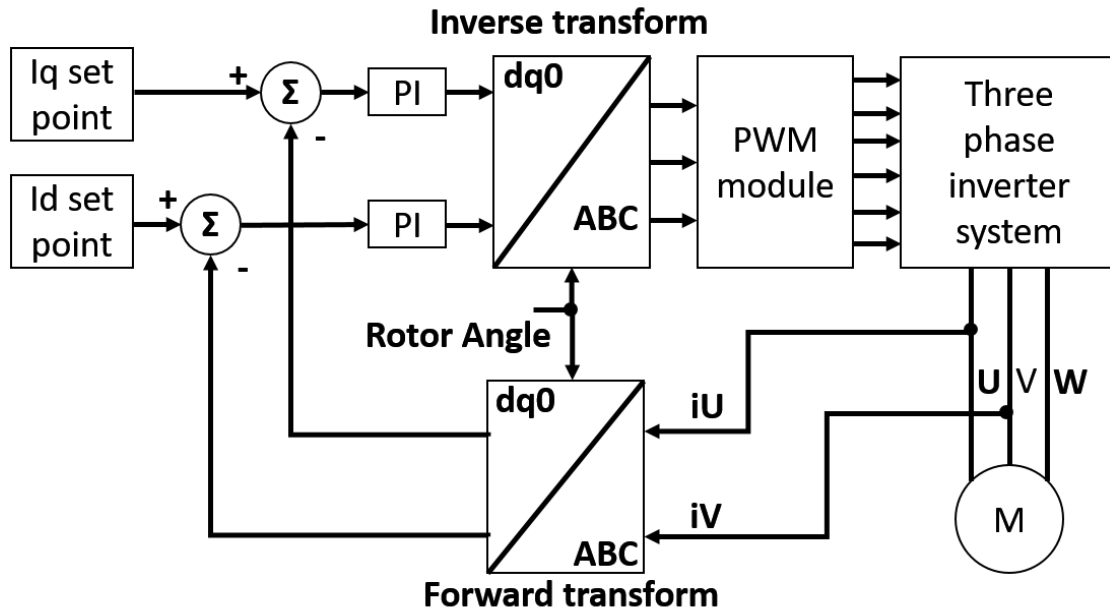 Inverse transform
Iq set
point
+
Σ
-
PI
dq0
ABC
PWM
module
Three
phase
inverter
system
Id set
point
+
Σ
-
PI
Rotor Angle
dq0
ABC
iU
iV
U V W
M
Forward transform